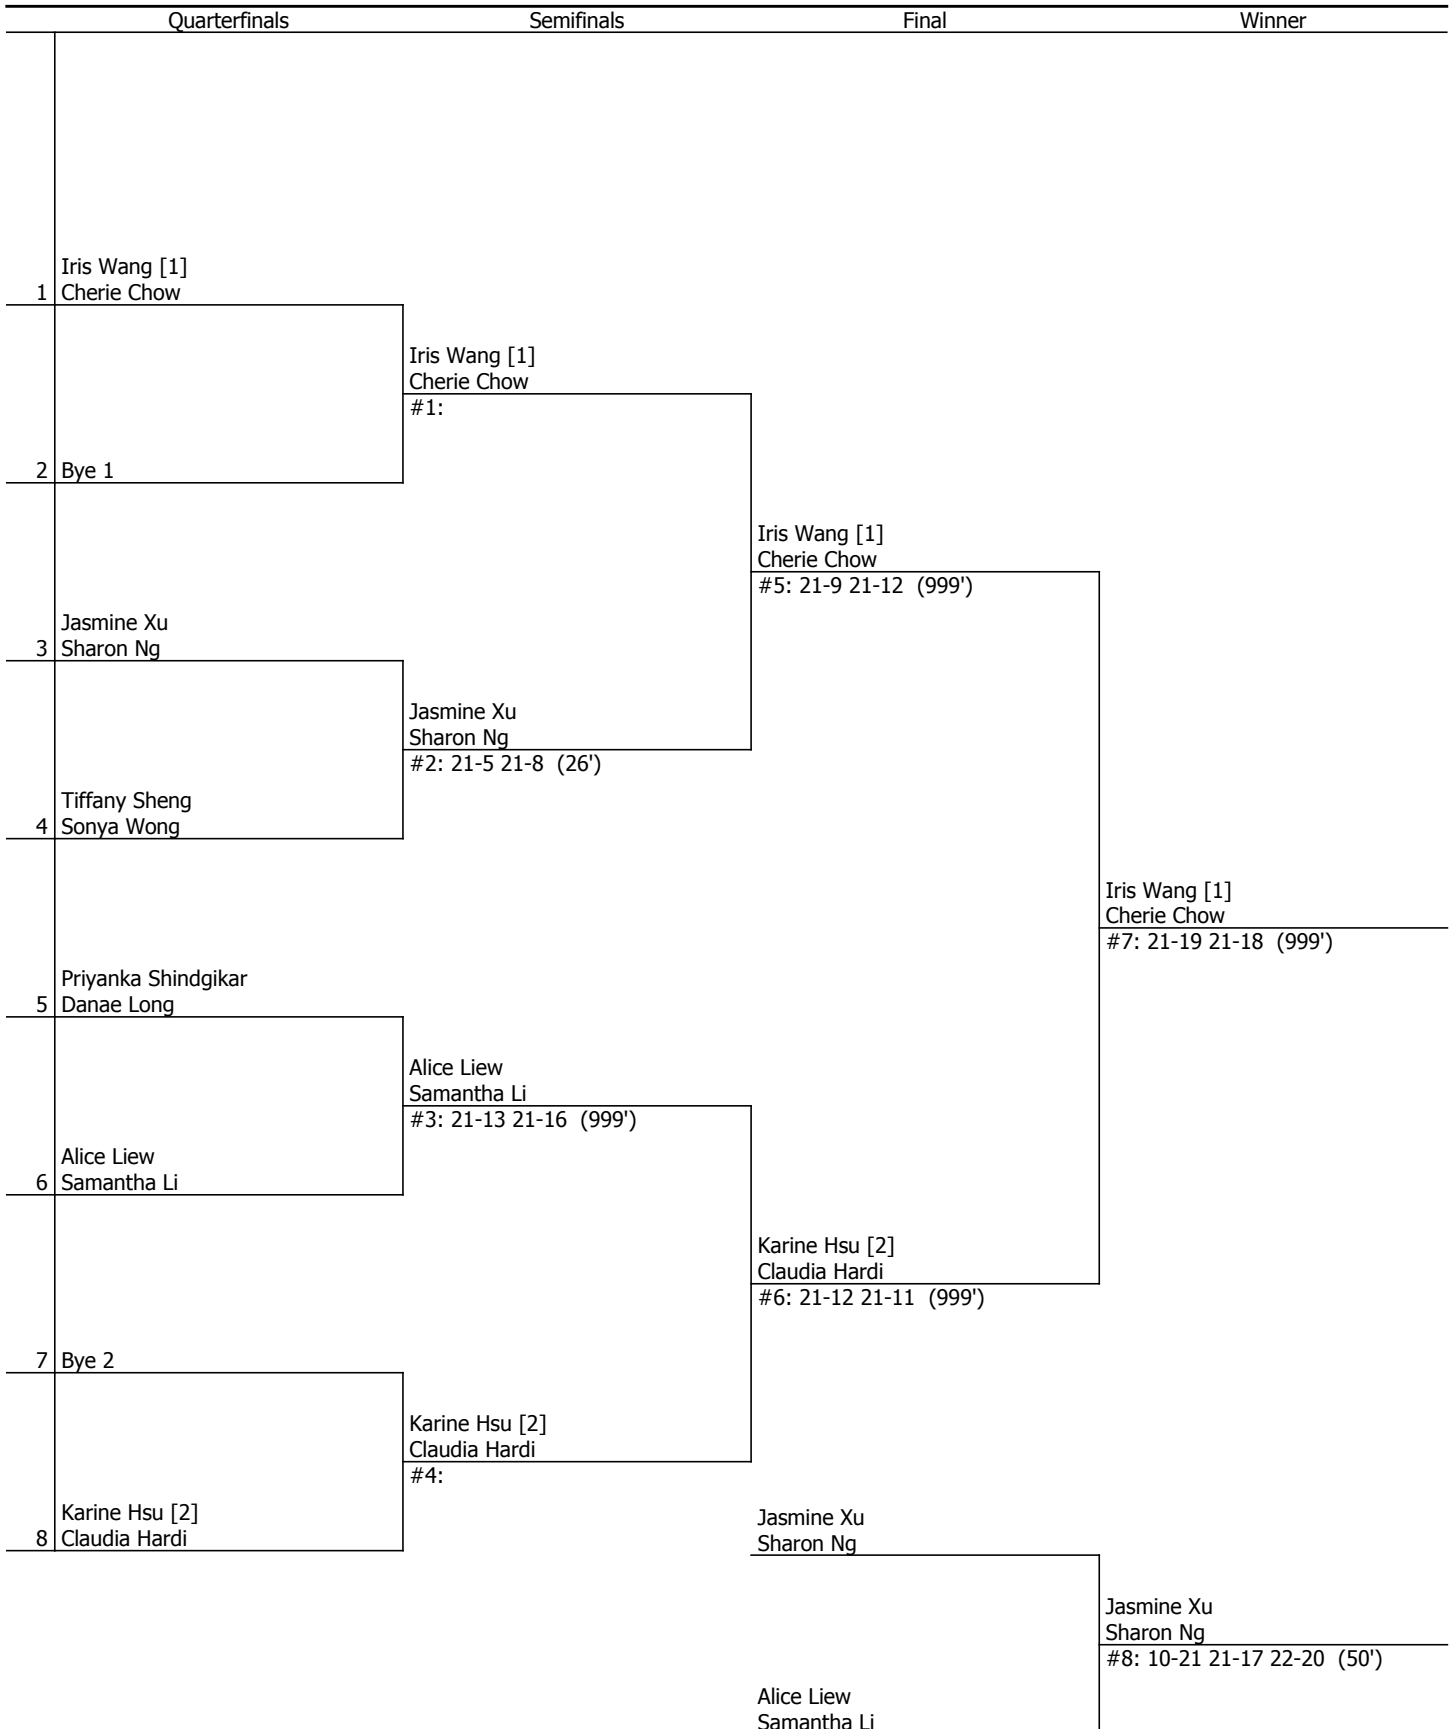 Quarterfinals Semifinals Final Winner
Iris Wang [1]
1 Cherie Chow
Iris Wang [1]
Cherie Chow
#1:
2 Bye 1
Iris Wang [1]
Cherie Chow
#5: 21-9 21-12 (999')
Jasmine Xu
3 Sharon Ng
Jasmine Xu
Sharon Ng
#2: 21-5 21-8 (26')
Tiffany Sheng
4 Sonya Wong
Iris Wang [1]
Cherie Chow
#7: 21-19 21-18 (999')
Priyanka Shindgikar
5 Danae Long
Alice Liew
Samantha Li
#3: 21-13 21-16 (999')
Alice Liew
6 Samantha Li
Karine Hsu [2]
Claudia Hardi
#6: 21-12 21-11 (999')
7 Bye 2
Karine Hsu [2]
Claudia Hardi
#4:
Karine Hsu [2]
8 Claudia Hardi
Jasmine Xu
Sharon Ng
Jasmine Xu
Sharon Ng
#8: 10-21 21-17 22-20 (50')
Alice Liew
Samantha Li